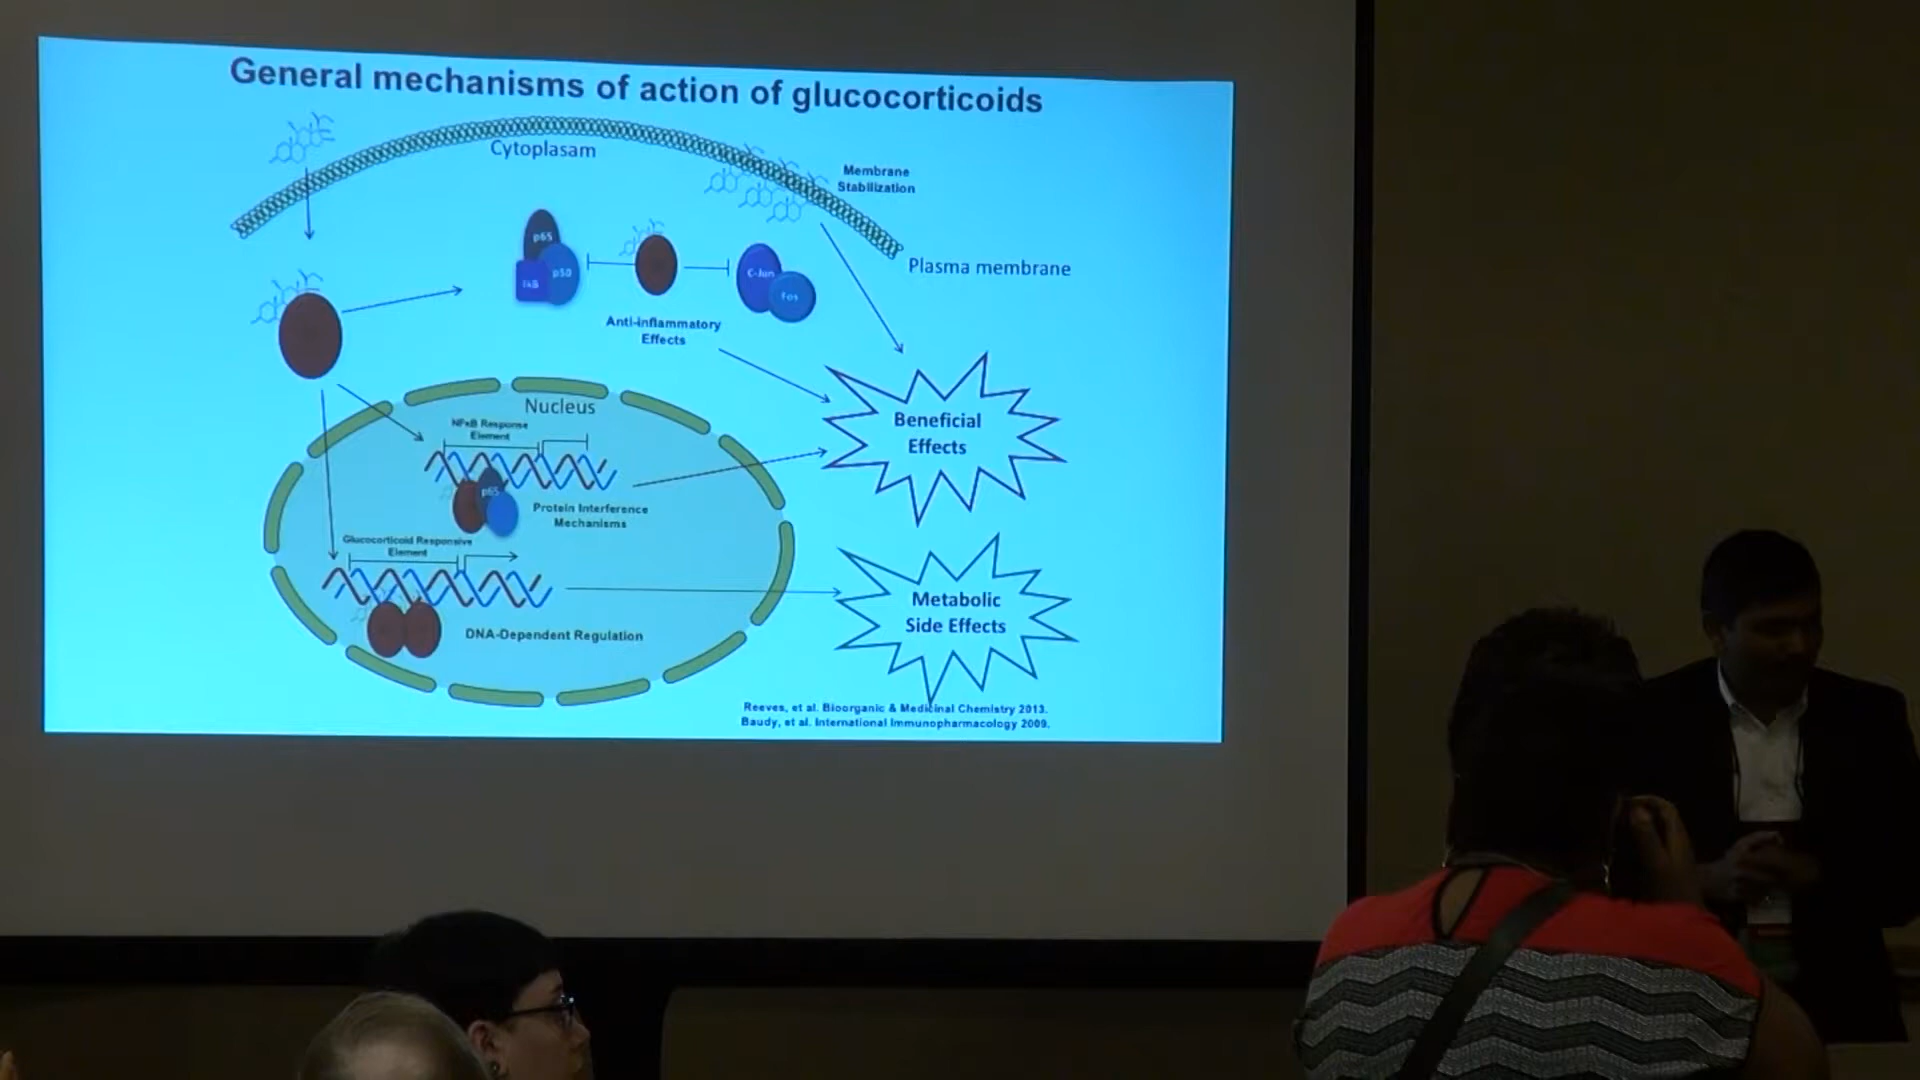 General mechanisms of action of glucocorticoids
Cytoplasam
Membrane
Stabilization
p65
p50
IκB
C-Jun
Fos
Plasma membrane
Anti-inflammatory
Effects
Nucleus
NFκB Response
Element
Beneficial
Effects
p65
Protein Interference
Mechanisms
Glucocorticoid Responsive
Element
Metabolic
Side Effects
DNA-Dependent Regulation
Reeves, et al. Bioorganic & Medicinal Chemistry 2013.
Baudy, et al. International Immunopharmacology 2009.